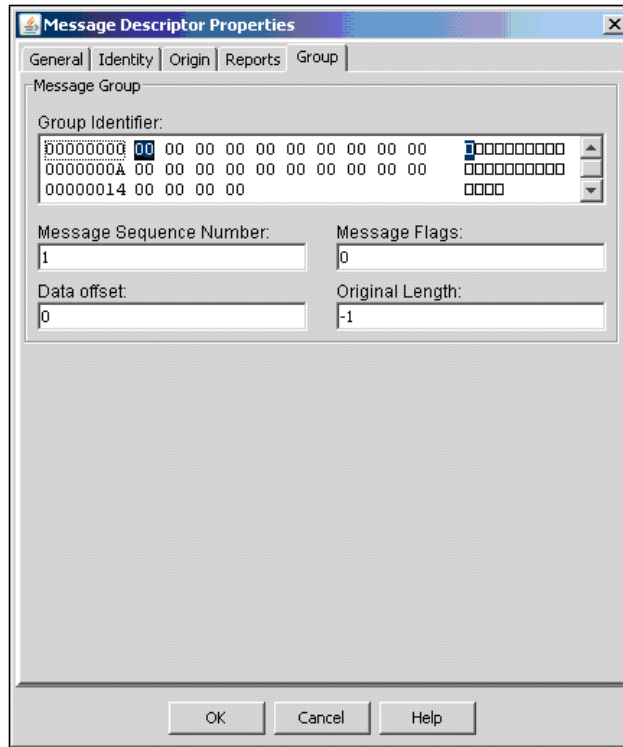 Message Descriptor Properties
General Identity Origin Reports Group
Message Group
Group Identifier:
00000000 00 00 00 00 00 00 00 00 00 00 □□□□□□□□□□
0000000A 00 00 00 00 00 00 00 00 00 00 □□□□□□□□□□
00000014 00 00 00 00 □□□□
Message Sequence Number: Message Flags:
1 0
Data offset: Original Length:
0 -1
OK Cancel Help